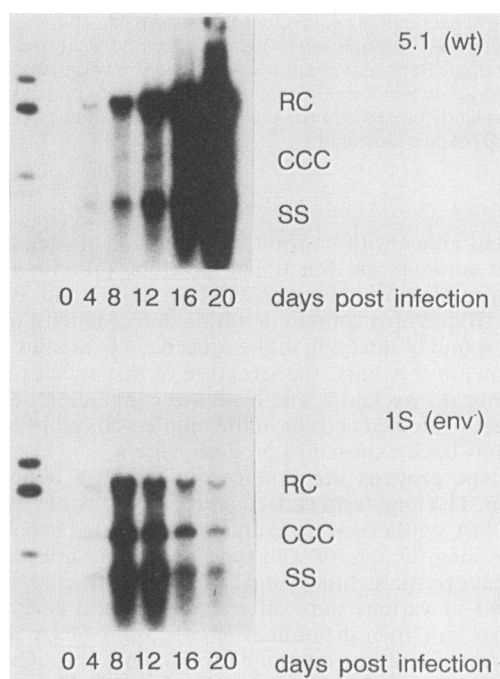 5.1 (wt)
RC
CCC
SS
0 4 8 12 16 20 days post infection
1S (env-)
RC
CCC
SS
0 4 8 12 16 20 days post infection